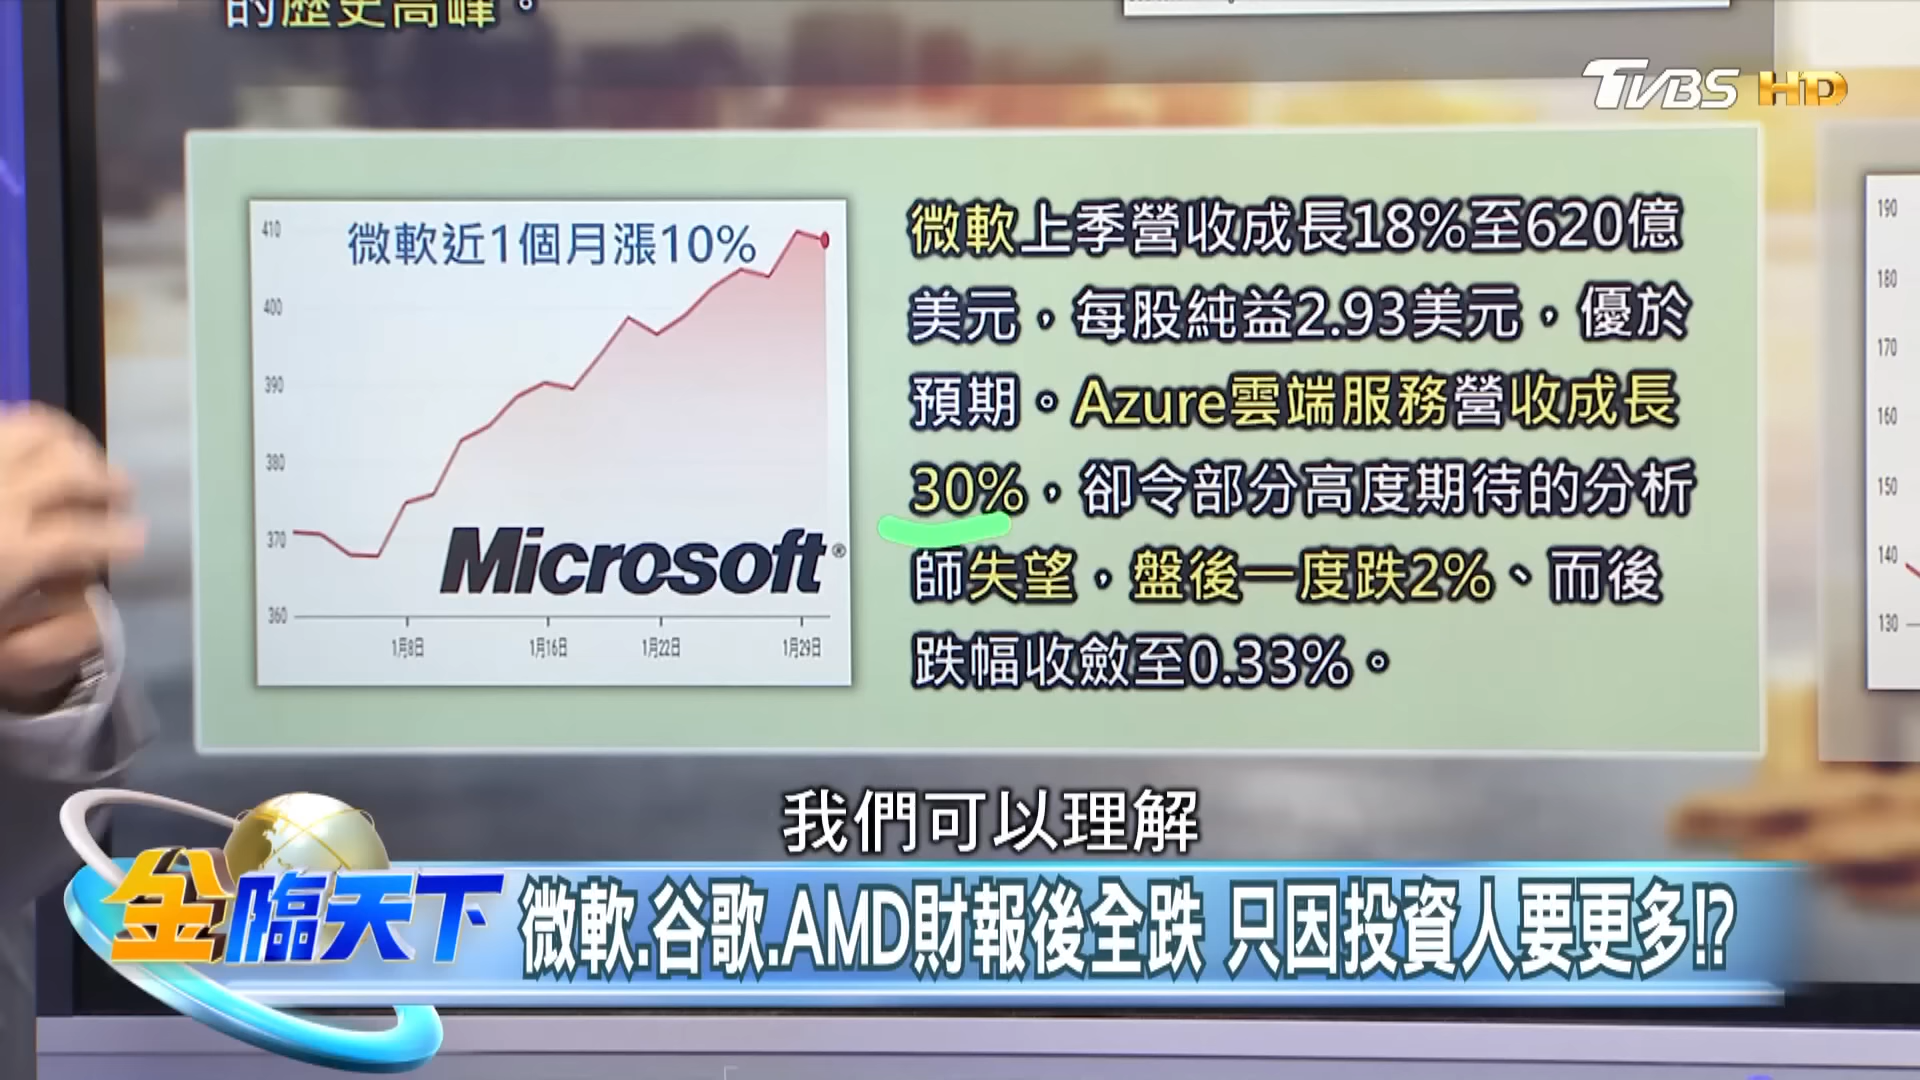 的歷史高峰。
TVBS HD
微軟近1個月漲10%
410
400
390
380
370
360
1月8日
1月16日
1月22日
1月29日
Microsoft®
微軟上季營收成長18%至620億
美元，每股純益2.93美元，優於
預期。Azure雲端服務營收成長
30%，卻令部分高度期待的分析
師失望，盤後一度跌2%、而後
跌幅收斂至0.33%。
190
180
170
160
150
140
130
我們可以理解
金臨天下
微軟.谷歌.AMD財報後全跌 只因投資人要更多!?